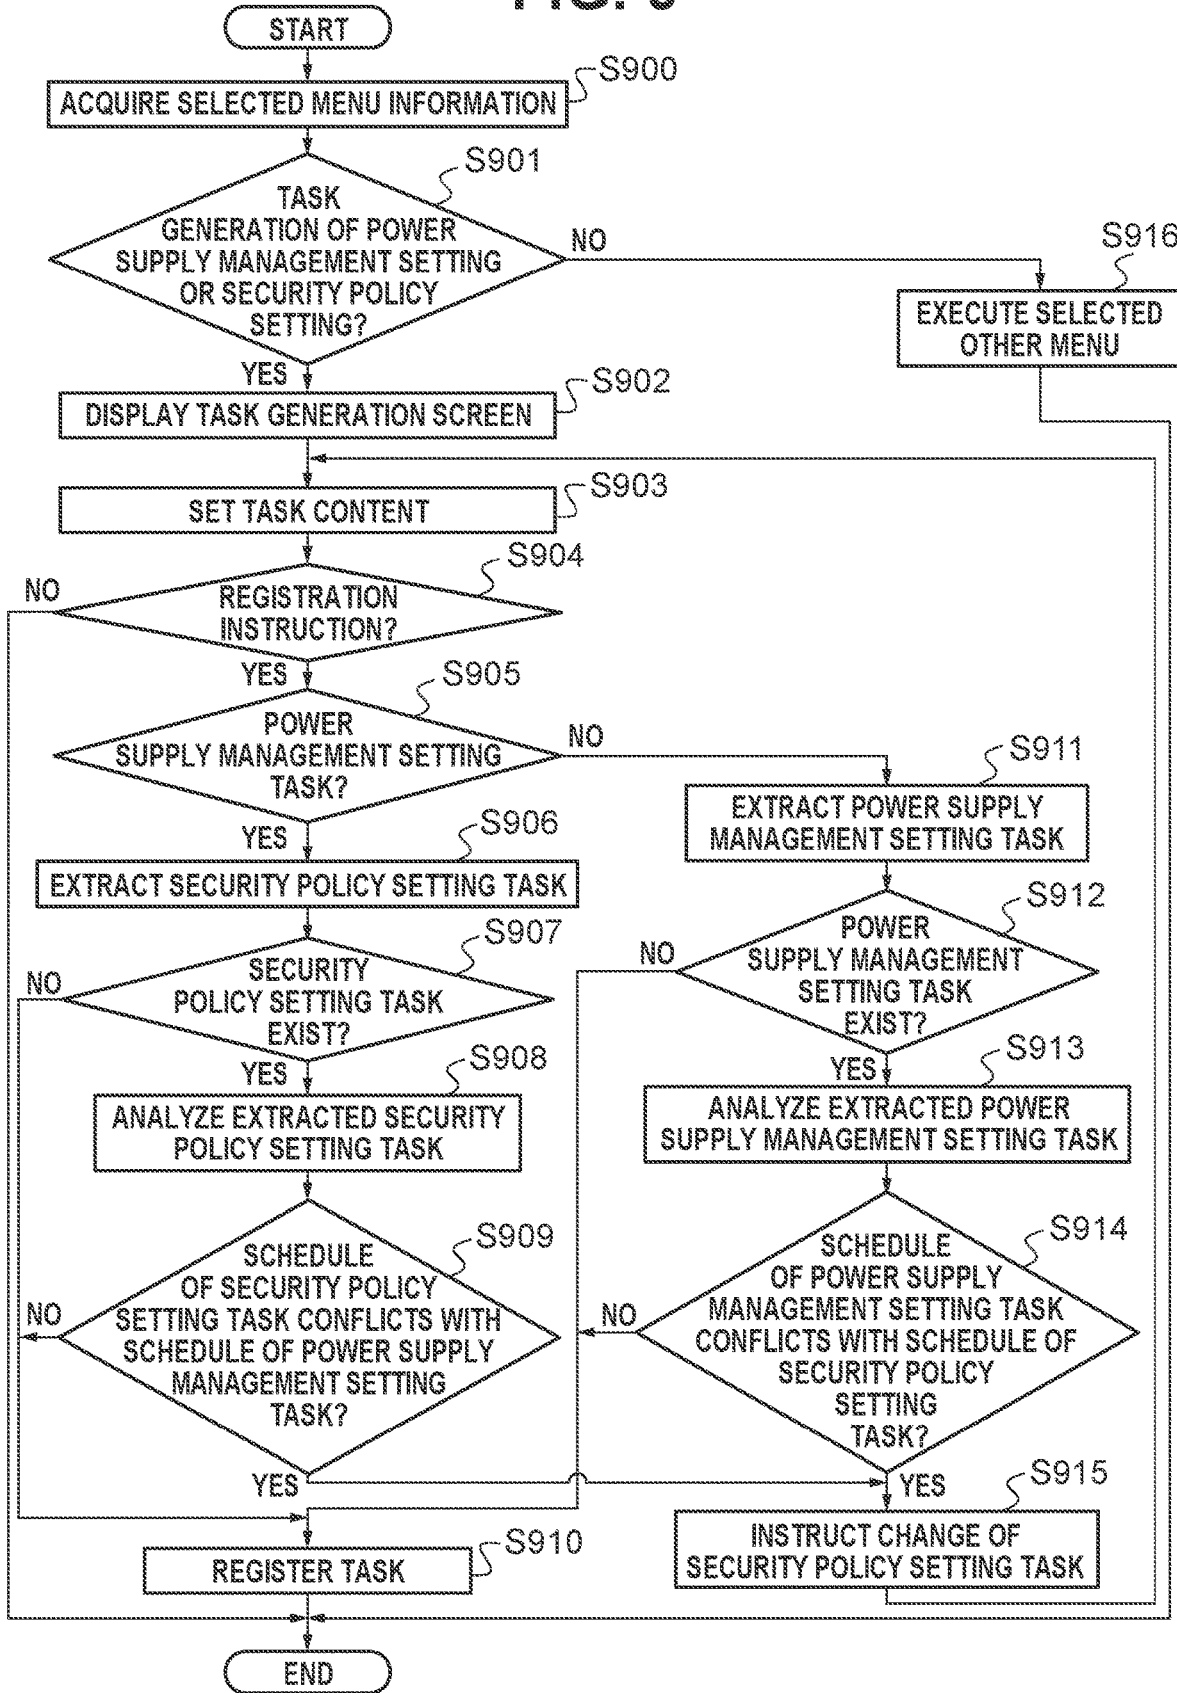 START
S900
ACQUIRE SELECTED MENU INFORMATION
S901
TASK
GENERATION OF POWER
SUPPLY MANAGEMENT SETTING
OR SECURITY POLICY
SETTING?
NO
S916
EXECUTE SELECTED
OTHER MENU
YES
S902
DISPLAY TASK GENERATION SCREEN
S903
SET TASK CONTENT
S904
NO
REGISTRATION
INSTRUCTION?
YES
S905
POWER
SUPPLY MANAGEMENT SETTING
TASK?
NO
S911
EXTRACT POWER SUPPLY
MANAGEMENT SETTING TASK
YES
S906
EXTRACT SECURITY POLICY SETTING TASK
S912
POWER
SUPPLY MANAGEMENT
SETTING TASK
EXIST?
NO
S907
SECURITY
POLICY SETTING TASK
EXIST?
NO
YES
S908
ANALYZE EXTRACTED SECURITY
POLICY SETTING TASK
YES
S913
ANALYZE EXTRACTED POWER
SUPPLY MANAGEMENT SETTING TASK
S909
SCHEDULE
OF SECURITY POLICY
SETTING TASK CONFLICTS WITH
SCHEDULE OF POWER SUPPLY
MANAGEMENT SETTING
TASK?
NO
S914
SCHEDULE
OF POWER SUPPLY
MANAGEMENT SETTING TASK
CONFLICTS WITH SCHEDULE OF
SECURITY POLICY
SETTING
TASK?
NO
YES
YES
S915
INSTRUCT CHANGE OF
SECURITY POLICY SETTING TASK
S910
REGISTER TASK
END